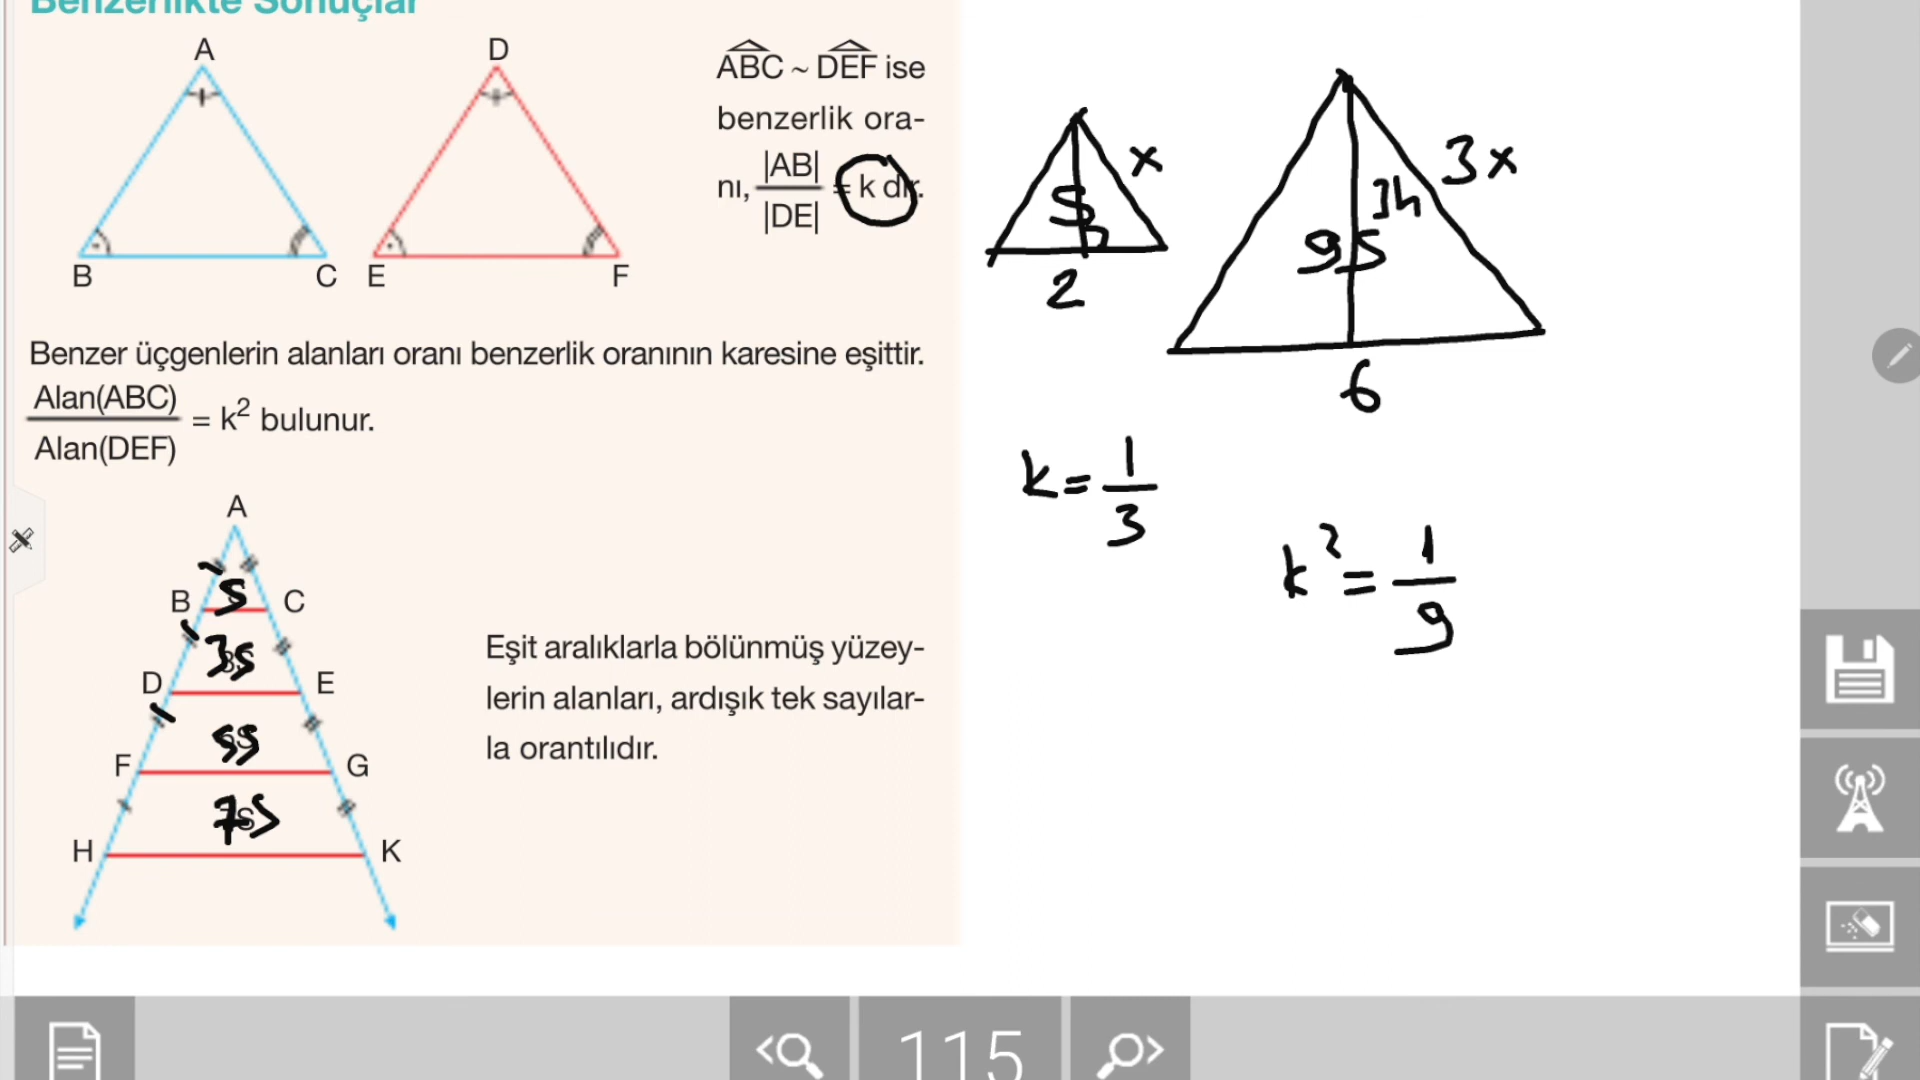 Benzerlikte Sonuçlar
A
D
B
C
E
F
ABC ~ DEF ise
benzerlik ora-
nı, |AB| / |DE| = k dır.
Benzer üçgenlerin alanları oranı benzerlik oranının karesine eşittir.
Alan(ABC) / Alan(DEF) = k² bulunur.
A
S
B
C
3S
D
E
5S
F
G
7S
H
K
Eşit aralıklarla bölünmüş yüzey-
lerin alanları, ardışık tek sayılar-
la orantılıdır.
x
S
h
2
3x
3h
9S
6
k = 1/3
k² = 1/9
115